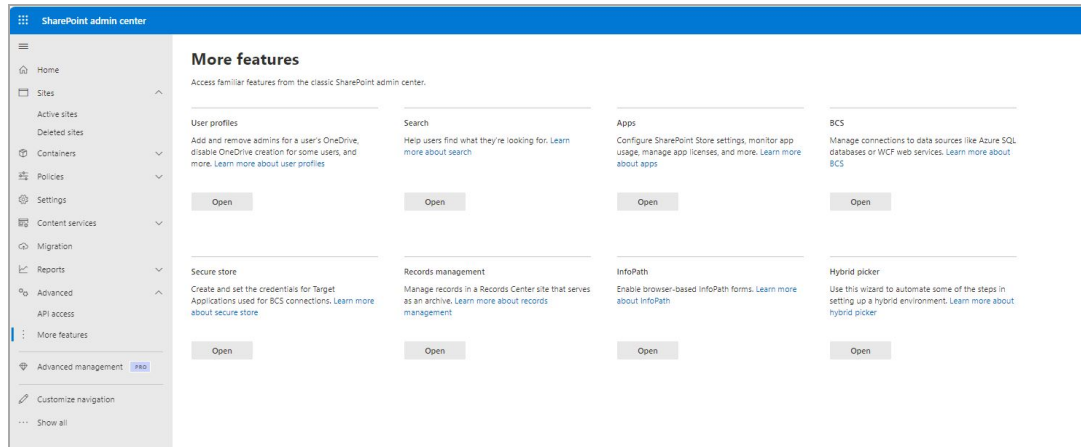 SharePoint admin center
Home
Sites
Active sites
Deleted sites
Containers
Policies
Settings
Content services
Migration
Reports
Advanced
API access
More features
Advanced management PRO
Customize navigation
Show all
More features
Access familiar features from the classic SharePoint admin center.
User profiles
Add and remove admins for a user's OneDrive,
disable OneDrive creation for some users, and
more. Learn more about user profiles
Open
Search
Help users find what they're looking for. Learn
more about search
Open
Apps
Configure SharePoint Store settings, monitor app
usage, manage app licenses, and more. Learn more
about apps
Open
BCS
Manage connections to data sources like Azure SQL
databases or WCF web services. Learn more about
BCS
Open
Secure store
Create and set the credentials for Target
Applications used for BCS connections. Learn more
about secure store
Open
Records management
Manage records in a Records Center site that serves
as an archive. Learn more about records
management
Open
InfoPath
Enable browser-based InfoPath forms. Learn more
about InfoPath
Open
Hybrid picker
Use this wizard to automate some of the steps in
setting up a hybrid environment. Learn more about
hybrid picker
Open